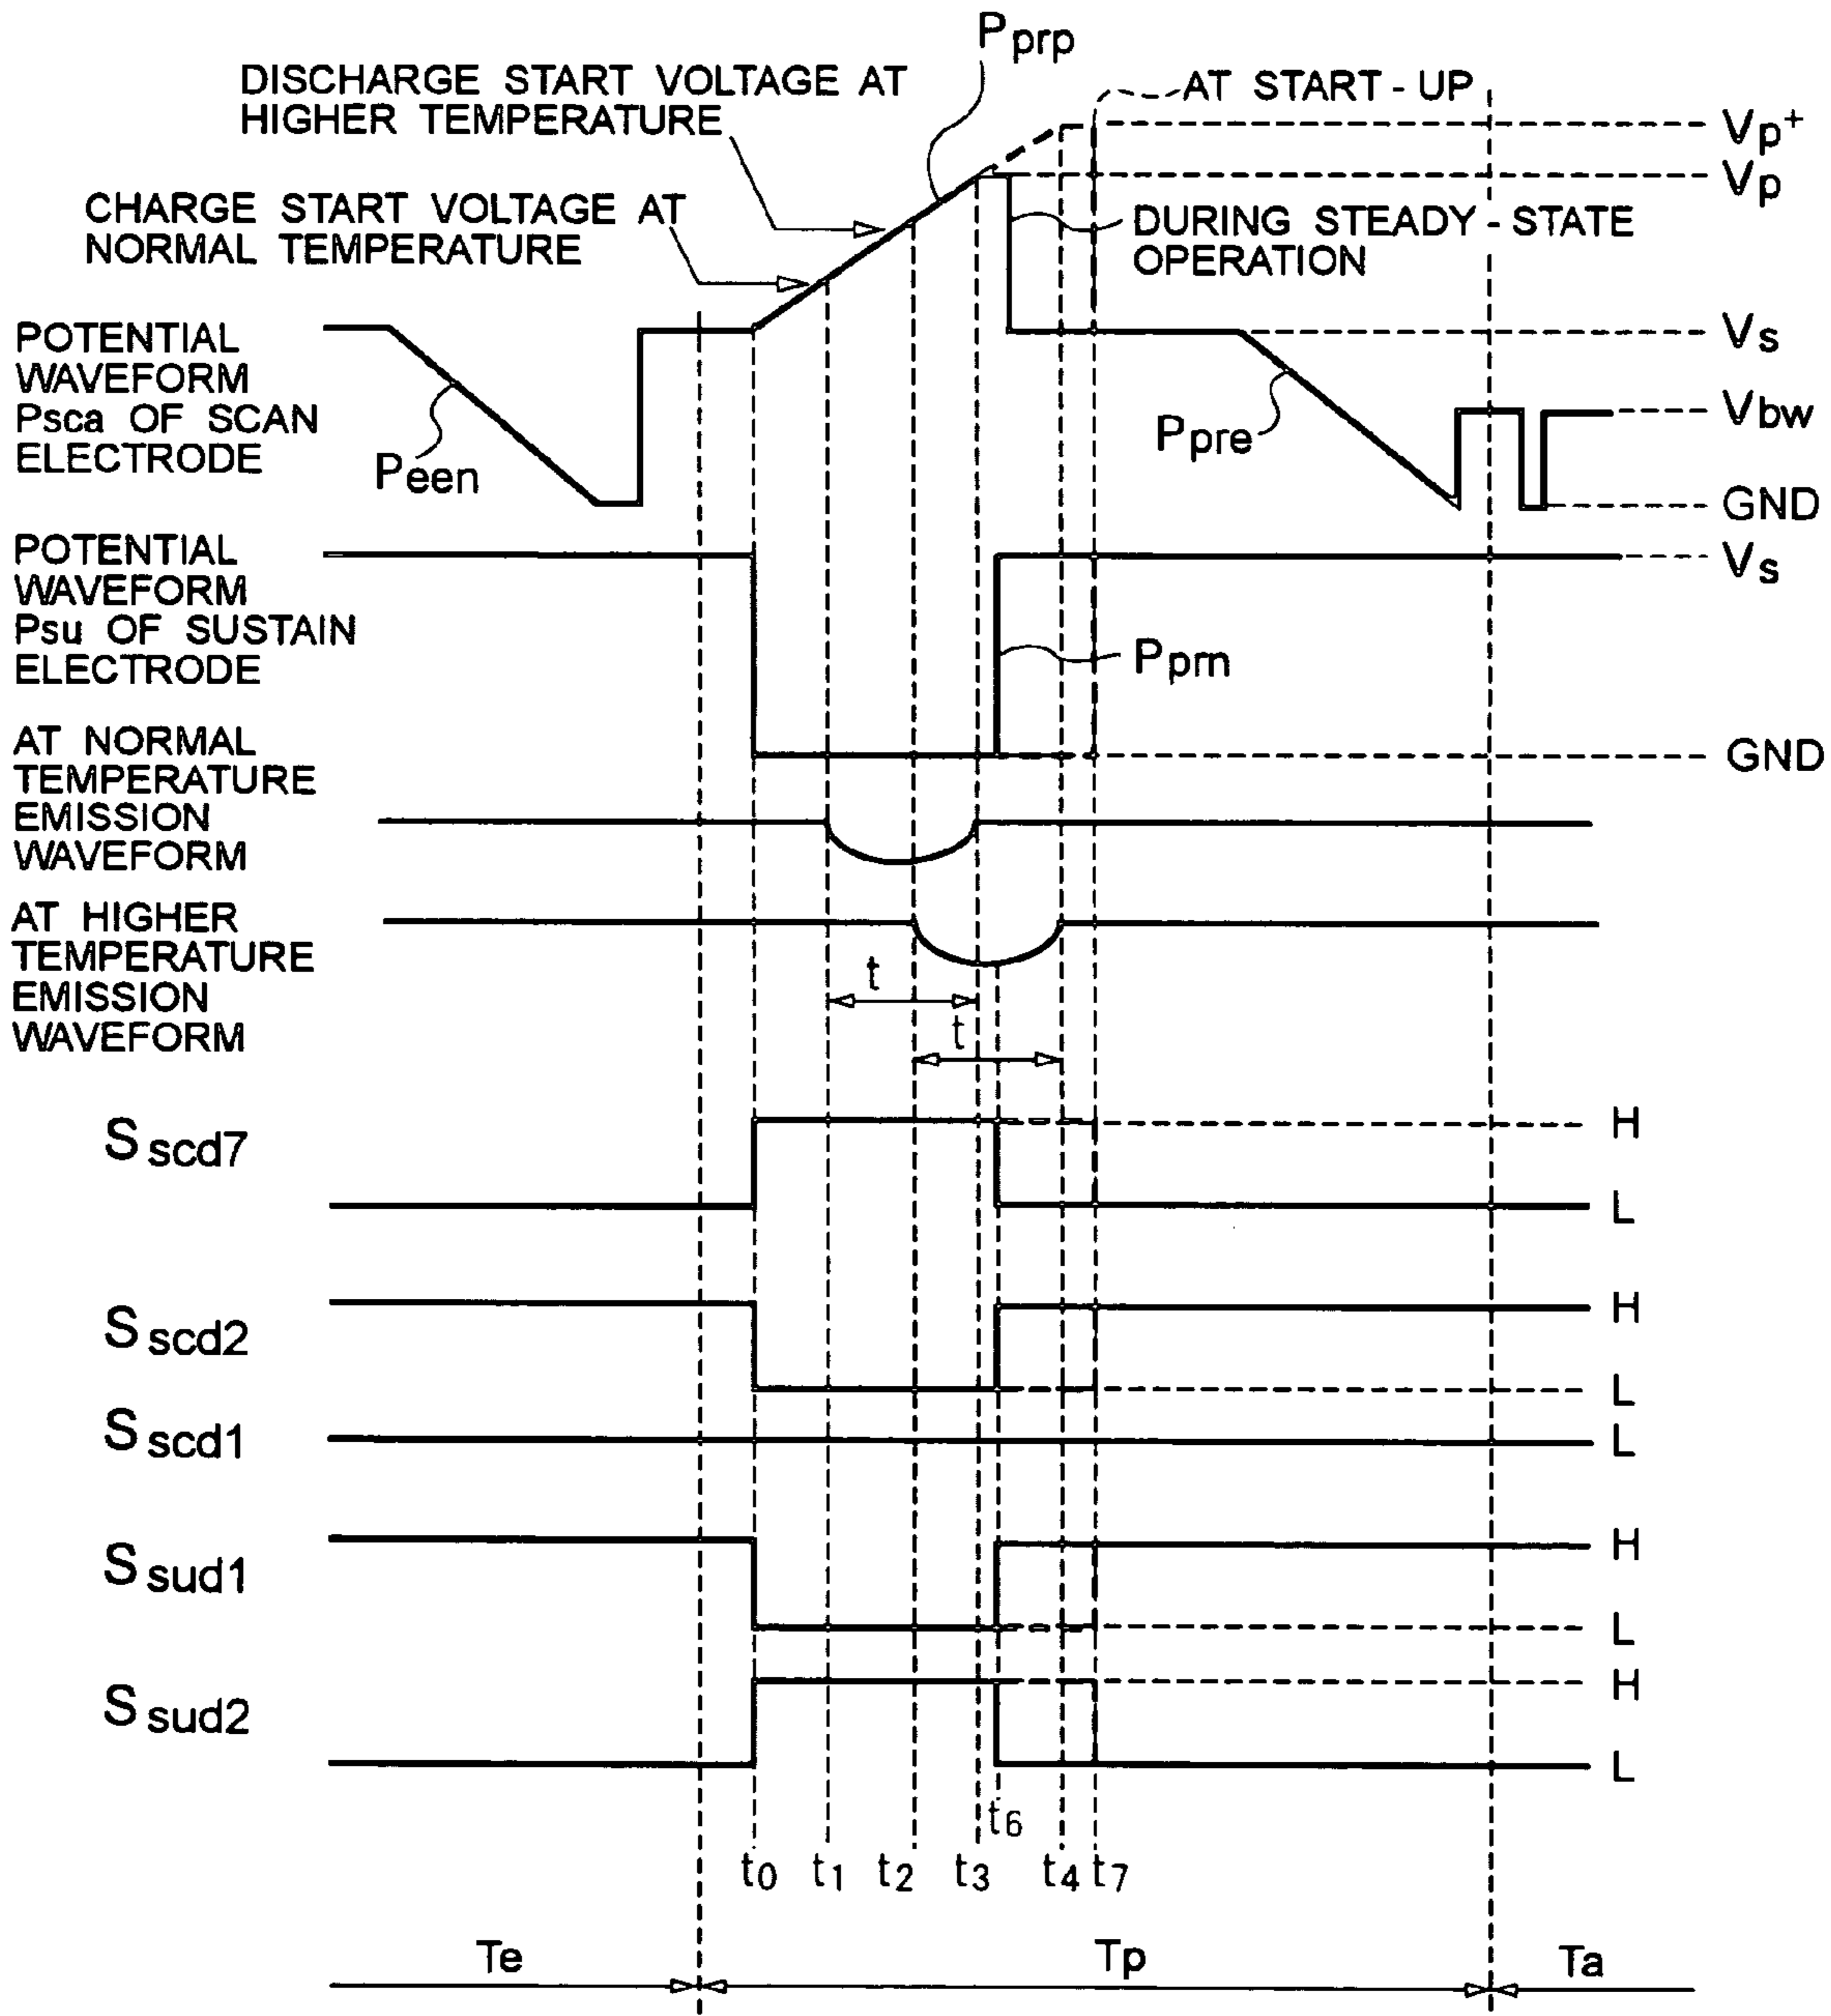 Pprp
DISCHARGE START VOLTAGE AT
HIGHER TEMPERATURE
AT START-UP
Vp+
Vp
CHARGE START VOLTAGE AT
NORMAL TEMPERATURE
DURING STEADY-STATE
OPERATION
POTENTIAL
WAVEFORM
Psca OF SCAN
ELECTRODE
Peen
Ppre
Vs
Vbw
GND
POTENTIAL
WAVEFORM
Psu OF SUSTAIN
ELECTRODE
Vs
Pprn
GND
AT NORMAL
TEMPERATURE
EMISSION
WAVEFORM
AT HIGHER
TEMPERATURE
EMISSION
WAVEFORM
t
t
Sscd7
H
L
Sscd2
H
L
Sscd1
L
Ssud1
H
L
Ssud2
H
L
t6
t0 t1 t2 t3 t4 t7
Te Tp Ta